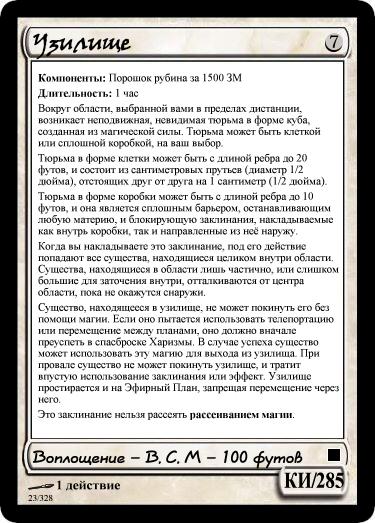 Узилище
7
Компоненты: Порошок рубина за 1500 ЗМ
Длительность: 1 час
Вокруг области, выбранной вами в пределах дистанции,
возникает неподвижная, невидимая тюрьма в форме куба,
созданная из магической силы. Тюрьма может быть клеткой
или сплошной коробкой, на ваш выбор.
Тюрьма в форме клетки может быть с длиной ребра до 20
футов, и состоит из сантиметровых прутьев (диаметр 1/2
дюйма), отстоящих друг от друга на 1 сантиметр (1/2 дюйма).
Тюрьма в форме коробки может быть с длиной ребра до 10
футов, и она является сплошным барьером, останавливающим
любую материю, и блокирующую заклинания, накладываемые
как внутрь коробки, так и направленные из неё наружу.
Когда вы накладываете это заклинание, под его действие
попадают все существа, находящиеся целиком внутри области.
Существа, находящиеся в области лишь частично, или слишком
большие для заточения внутри, отталкиваются от центра
области, пока не окажутся снаружи.
Существо, находящееся в узилище, не может покинуть его без
помощи магии. Если оно пытается использовать телепортацию
или перемещение между планами, оно должно вначале
преуспеть в спасброске Харизмы. В случае успеха существо
может использовать эту магию для выхода из узилища. При
провале существо не может покинуть узилище, и тратит
впустую использование заклинания или эффект. Узилище
простирается и на Эфирный План, запрещая перемещение через
него.
Это заклинание нельзя рассеять рассеиванием магии.
Воплощение – В, С, М – 100 футов
КИ/285
1 действие
23/328